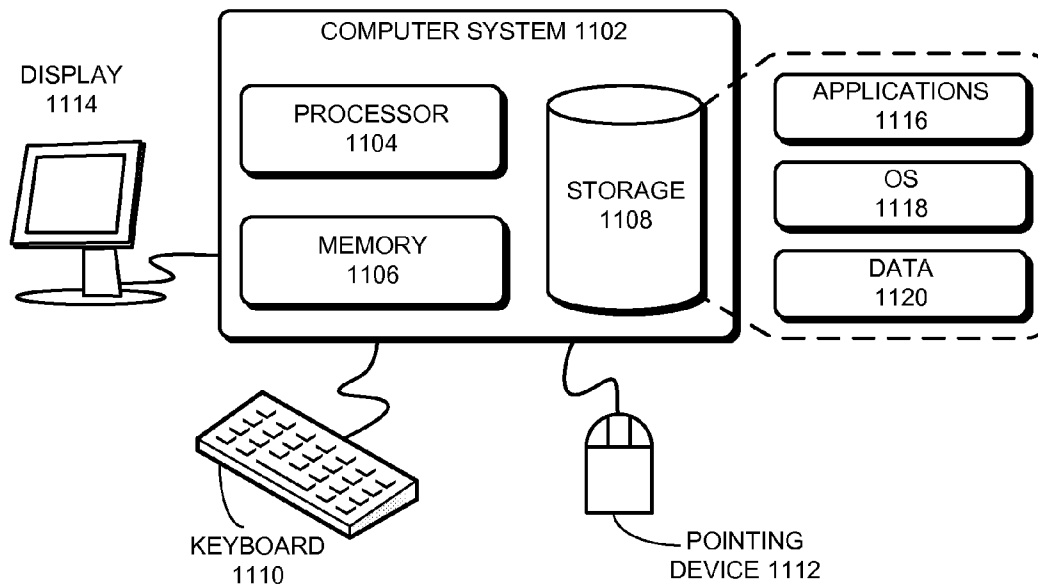 COMPUTER SYSTEM 1102
DISPLAY
1114
PROCESSOR
1104
MEMORY
1106
STORAGE
1108
APPLICATIONS
1116
OS
1118
DATA
1120
KEYBOARD
1110
POINTING
DEVICE 1112